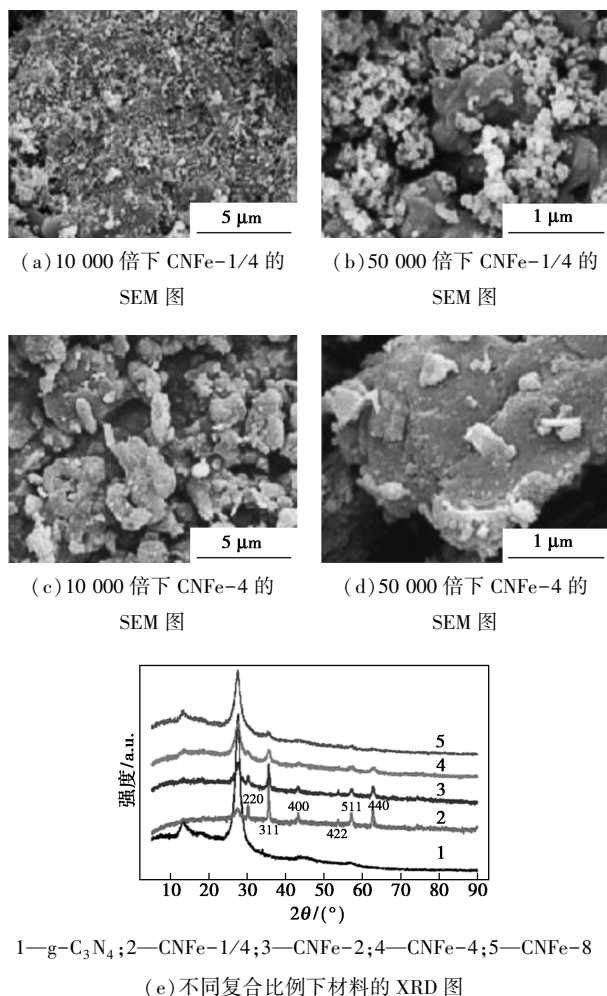 5 μm
1 μm
(a)10 000 倍下 CNFe-1/4 的
SEM 图
(b)50 000 倍下 CNFe-1/4 的
SEM 图
5 μm
1 μm
(c)10 000 倍下 CNFe-4 的
SEM 图
(d)50 000 倍下 CNFe-4 的
SEM 图
强度/a.u.
5
4
3
220
400
511
440
2
311
422
1
10 20 30 40 50 60 70 80 90
2θ/(°)
1—g-C₃N₄;2—CNFe-1/4;3—CNFe-2;4—CNFe-4;5—CNFe-8
(e)不同复合比例下材料的 XRD 图